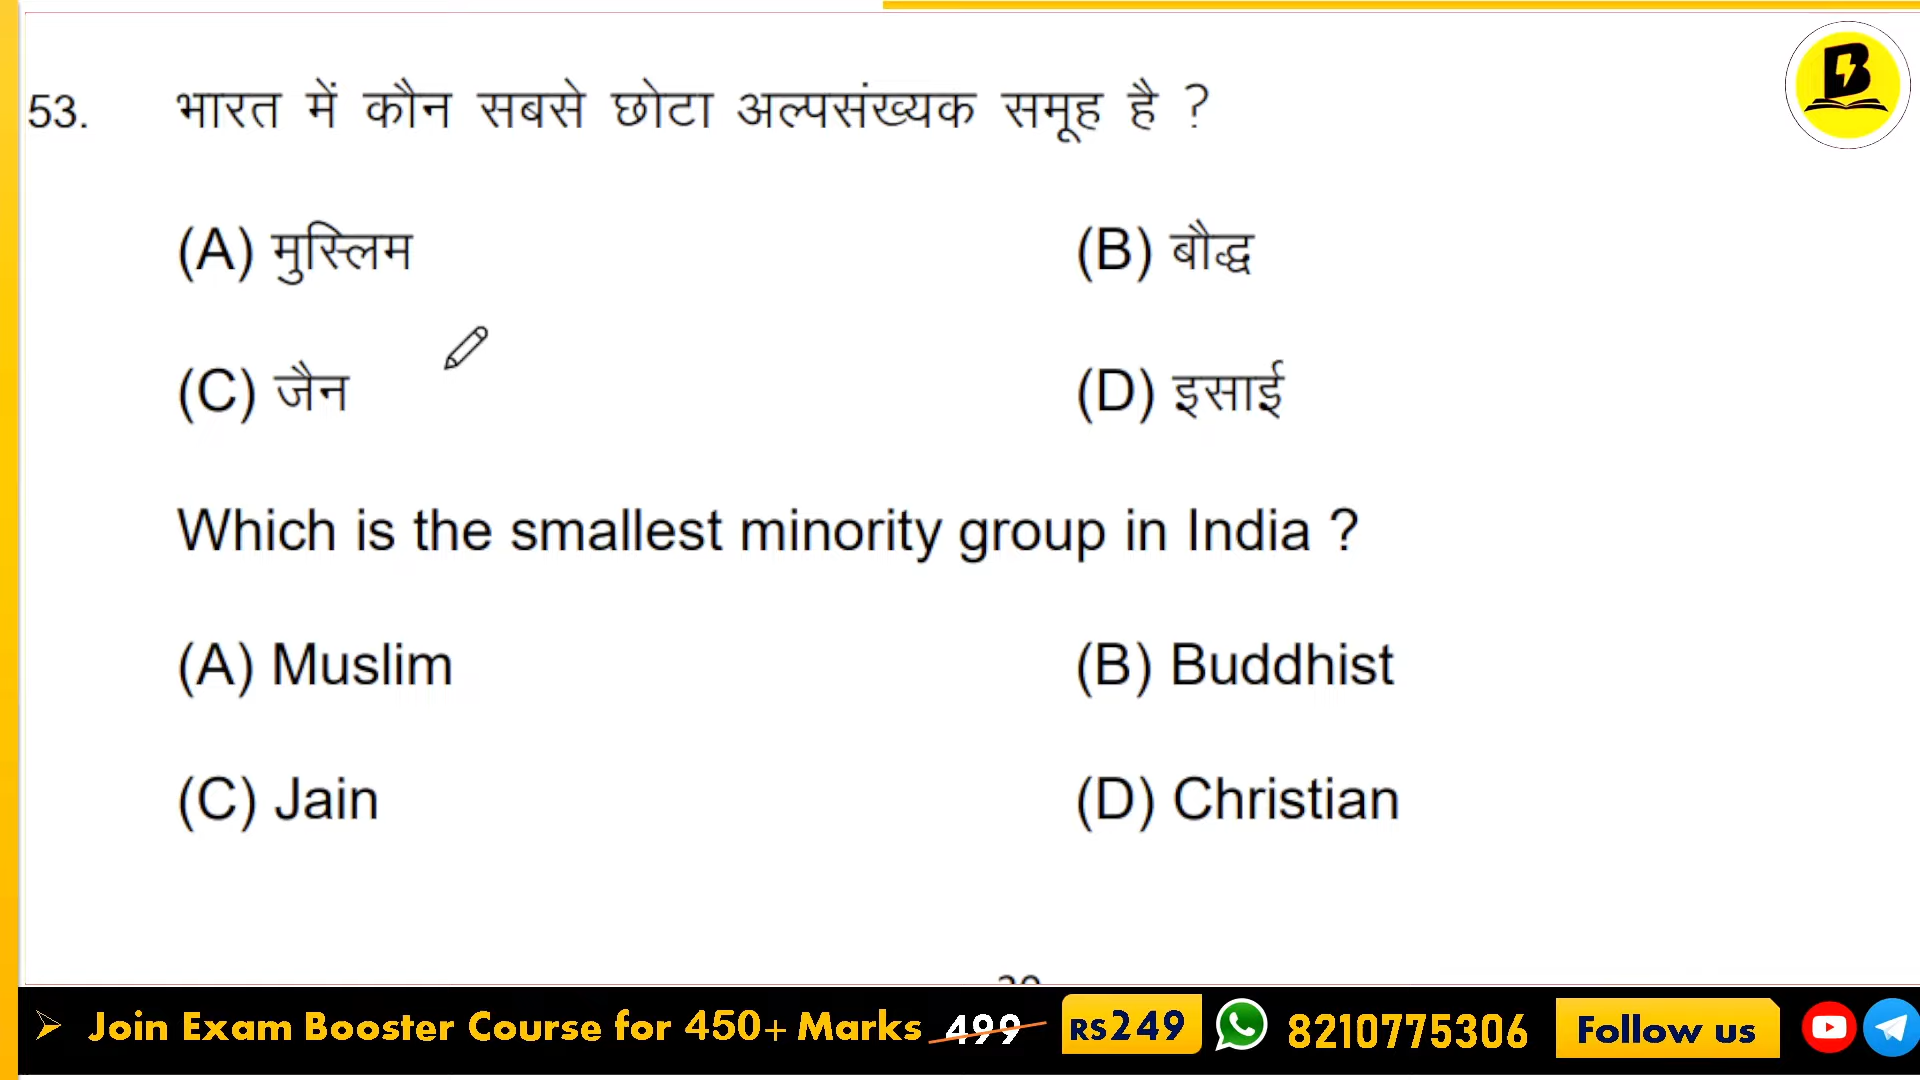 53. भारत में कौन सबसे छोटा अल्पसंख्यक समूह है ?
(A) मुस्लिम (B) बौद्ध
(C) जैन (D) इसाई
Which is the smallest minority group in India ?
(A) Muslim (B) Buddhist
(C) Jain (D) Christian
Join Exam Booster Course for 450+ Marks 499 RS249 8210775306 Follow us